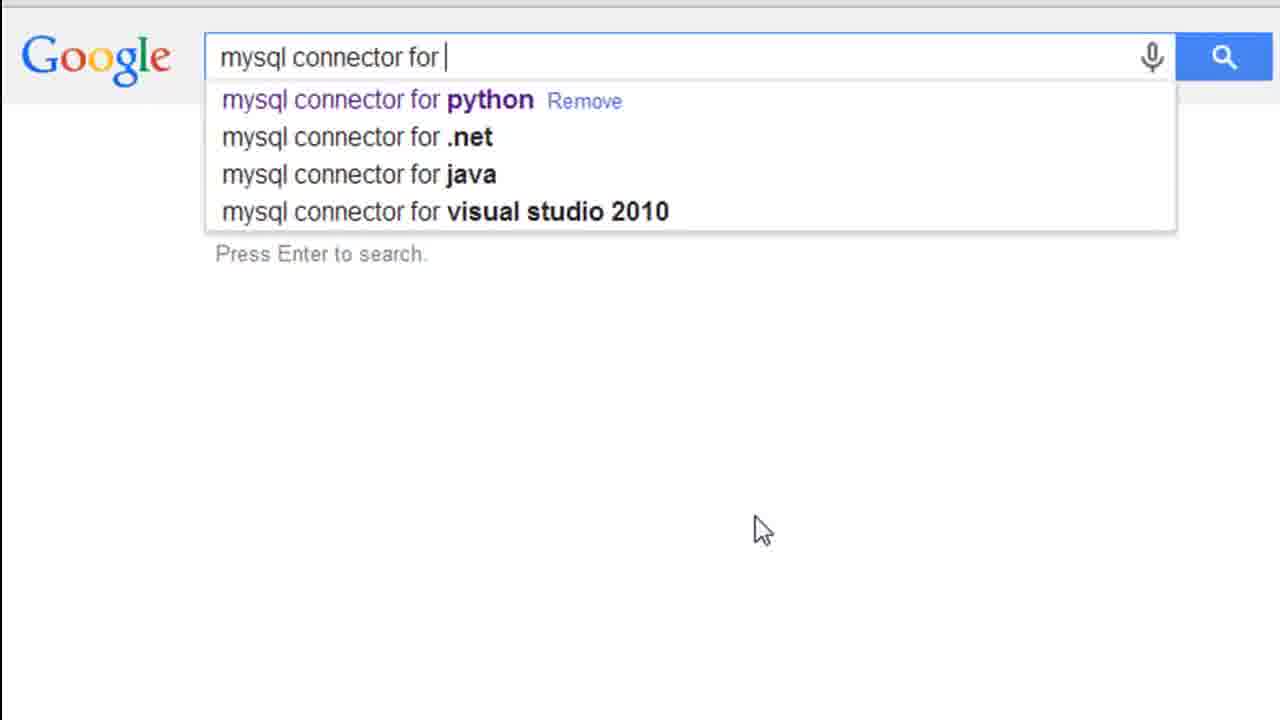 Google mysql connector for
mysql connector for python Remove
mysql connector for .net
mysql connector for java
mysql connector for visual studio 2010
Press Enter to search.